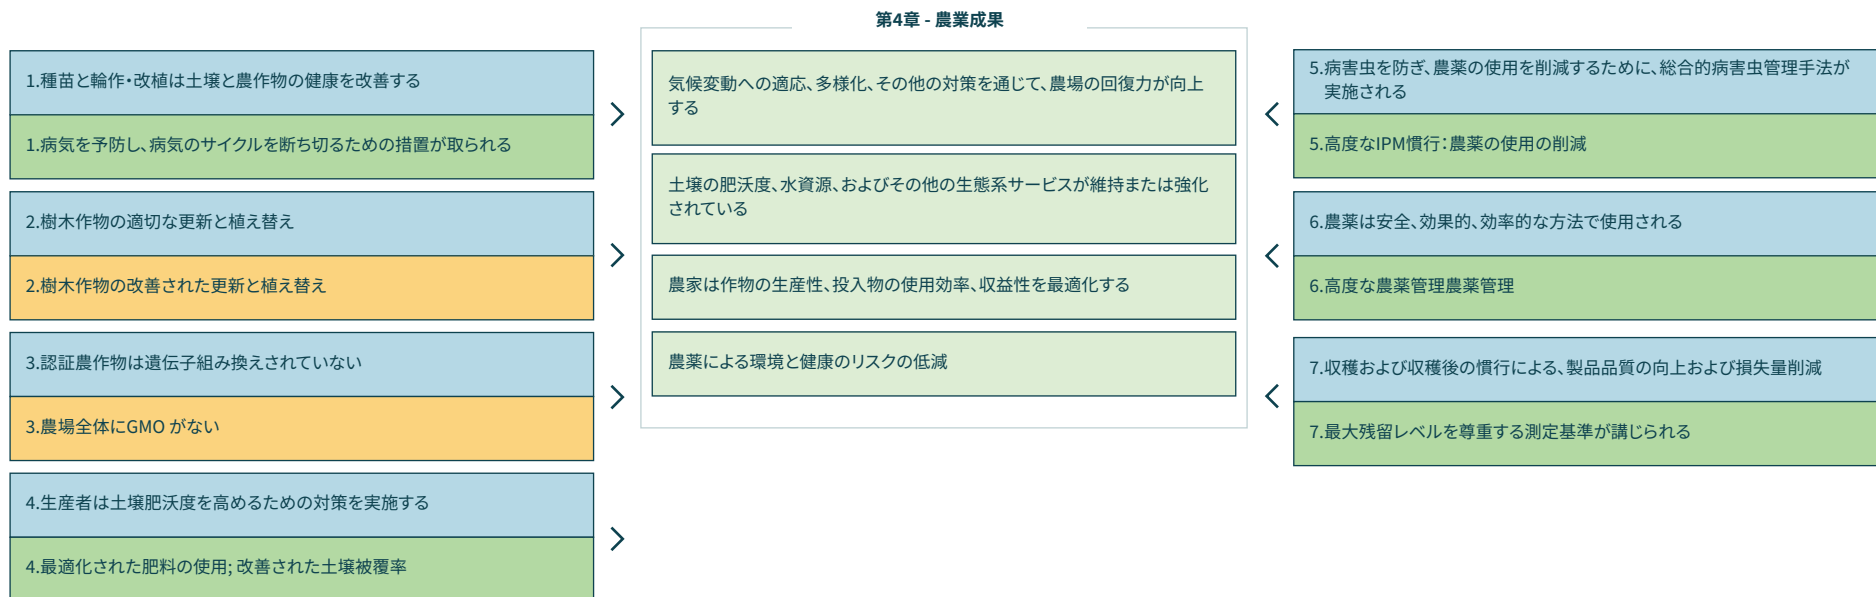 第4章 - 農業成果
1.種苗と輪作・改植は土壌と農作物の健康を改善する
1.病気を予防し、病気のサイクルを断ち切るための措置が取られる
2.樹木作物の適切な更新と植え替え
2.樹木作物の改善された更新と植え替え
3.認証農作物は遺伝子組み換えされていない
3.農場全体にGMO がない
4.生産者は土壌肥沃度を高めるための対策を実施する
4.最適化された肥料の使用; 改善された土壌被覆率
気候変動への適応、多様化、その他の対策を通じて、農場の回復力が向上
する
土壌の肥沃度、水資源、およびその他の生態系サービスが維持または強化
されている
農家は作物の生産性、投入物の使用効率、収益性を最適化する
農薬による環境と健康のリスクの低減
5.病害虫を防ぎ、農薬の使用を削減するために、総合的病害虫管理手法が
実施される
5.高度なIPM慣行：農薬の使用の削減
6.農薬は安全、効果的、効率的な方法で使用される
6.高度な農薬管理農薬管理
7.収穫および収穫後の慣行による、製品品質の向上および損失量削減
7.最大残留レベルを尊重する測定基準が講じられる